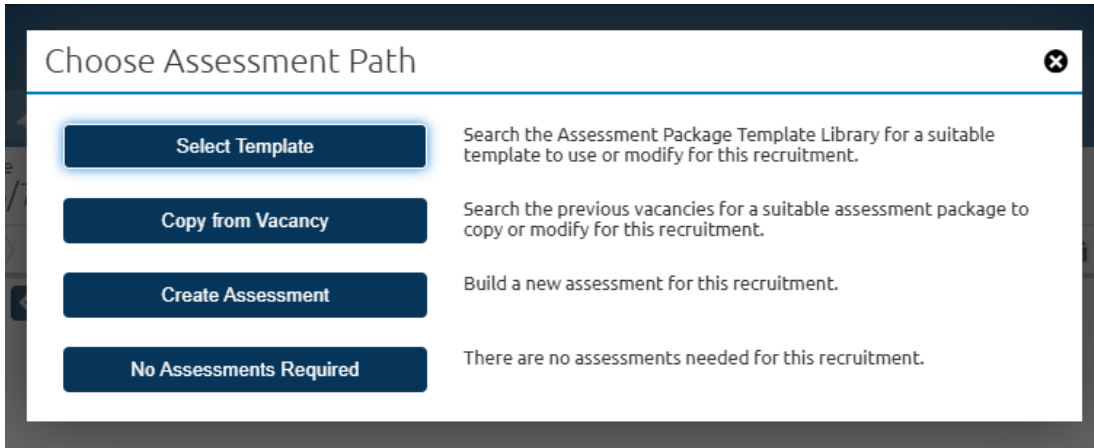 Choose Assessment Path
Select Template
Search the Assessment Package Template Library for a suitable
template to use or modify for this recruitment.
Copy from Vacancy
Search the previous vacancies for a suitable assessment package to
copy or modify for this recruitment.
Create Assessment
Build a new assessment for this recruitment.
No Assessments Required
There are no assessments needed for this recruitment.